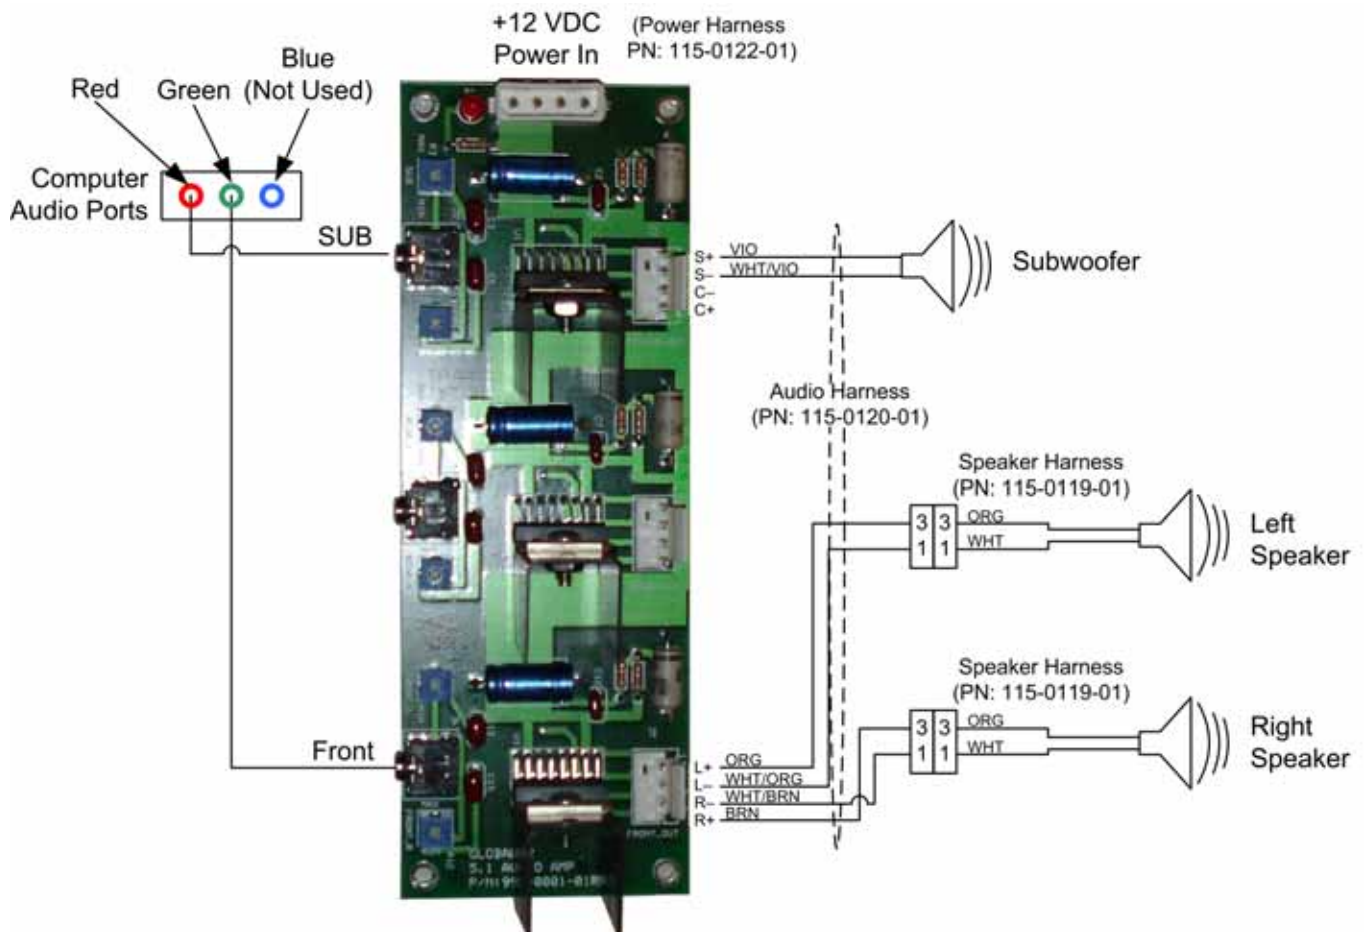 +12 VDC
Power In
(Power Harness
PN: 115-0122-01)
Blue
(Not Used)
Red
Green
Computer
Audio Ports
SUB
S+ VIO
S- WHT/VIO
C-
C+
Subwoofer
Audio Harness
(PN: 115-0120-01)
Speaker Harness
(PN: 115-0119-01)
3 3 ORG
1 1 WHT
Left
Speaker
Speaker Harness
(PN: 115-0119-01)
3 3 ORG
1 1 WHT
Right
Speaker
Front
L+ ORG
L- WHT/ORG
R- WHT/BRN
R+ BRN
FRONT OUT
5.1 AMP